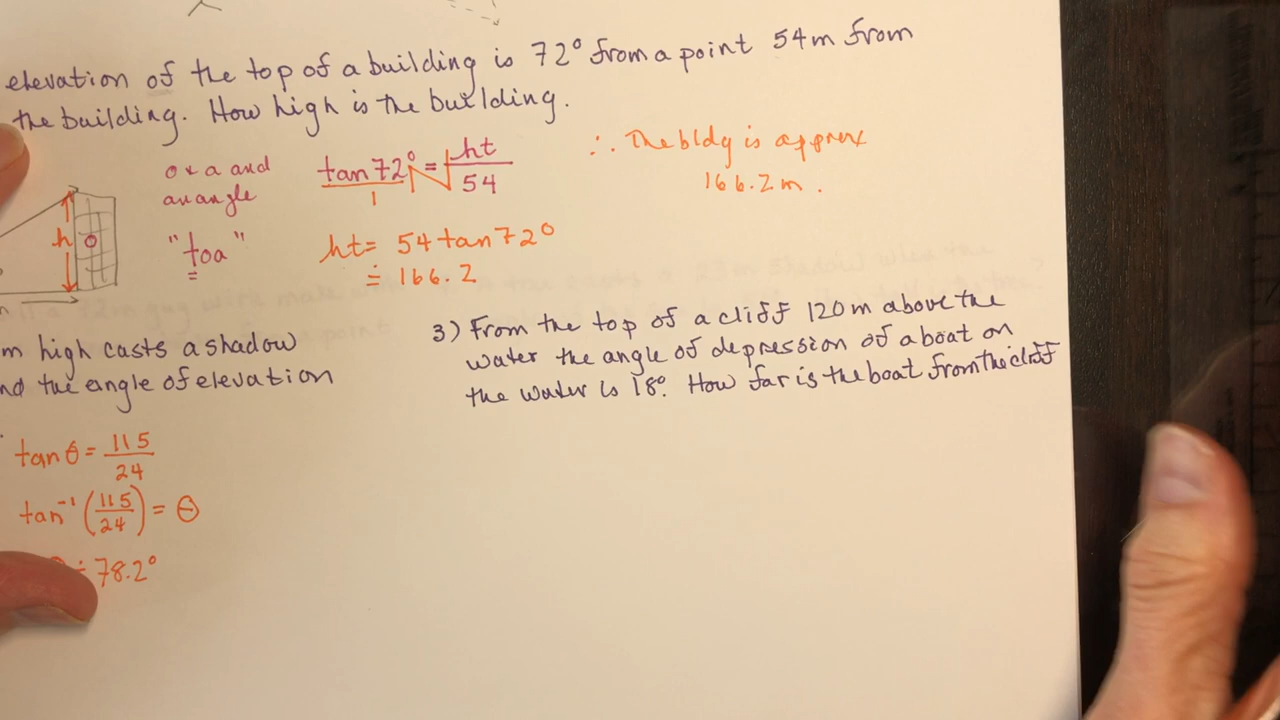 elevation of the top of a building is 72° from a point 54m from
the building. How high is the building.
o & a and
an angle
"toa"
tan 72° = ht/54
1
ht = 54 tan 72°
≐ 166.2
∴ The bldg is approx
166.2m.
h
o
m high casts a shadow
nd the angle of elevation
tan θ = 115/24
tan⁻¹(115/24) = θ
≐ 78.2°
3) From the top of a cliff 120m above the
water the angle of depression of a boat on
the water is 18°. How far is the boat from the cliff